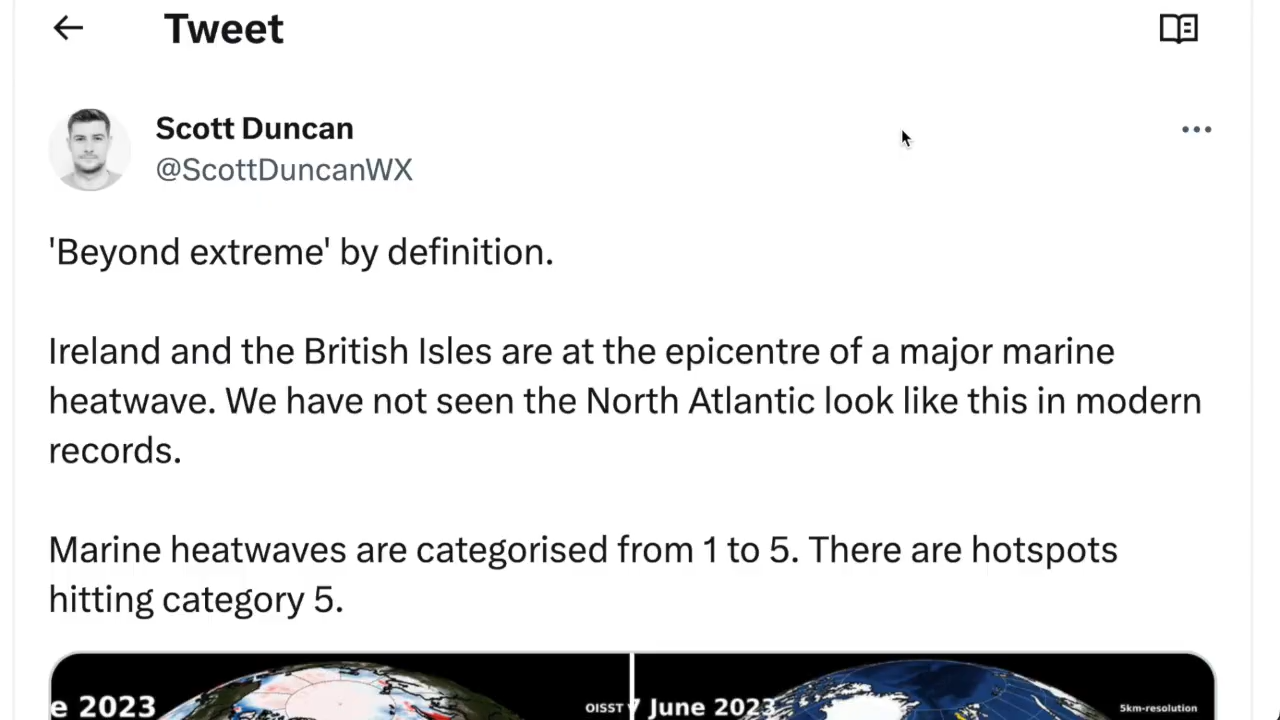 Tweet
Scott Duncan
@ScottDuncanWX
'Beyond extreme' by definition.
Ireland and the British Isles are at the epicentre of a major marine
heatwave. We have not seen the North Atlantic look like this in modern
records.
Marine heatwaves are categorised from 1 to 5. There are hotspots
hitting category 5.
e 2023
OISST
7 June 2023
5km-resolution